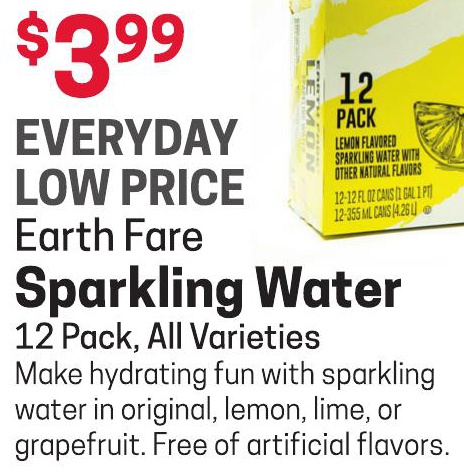 $3.99
EVERYDAY
LOW PRICE
Earth Fare
Sparkling Water
12 Pack, All Varieties
Make hydrating fun with sparkling
water in original, lemon, lime, or
grapefruit. Free of artificial flavors.
LEMON
12
PACK
LEMON FLAVORED
SPARKLING WATER WITH
OTHER NATURAL FLAVORS
12-12 FL OZ CANS (1 GAL 1 PT)
12-355 ML CANS (4.26 L)